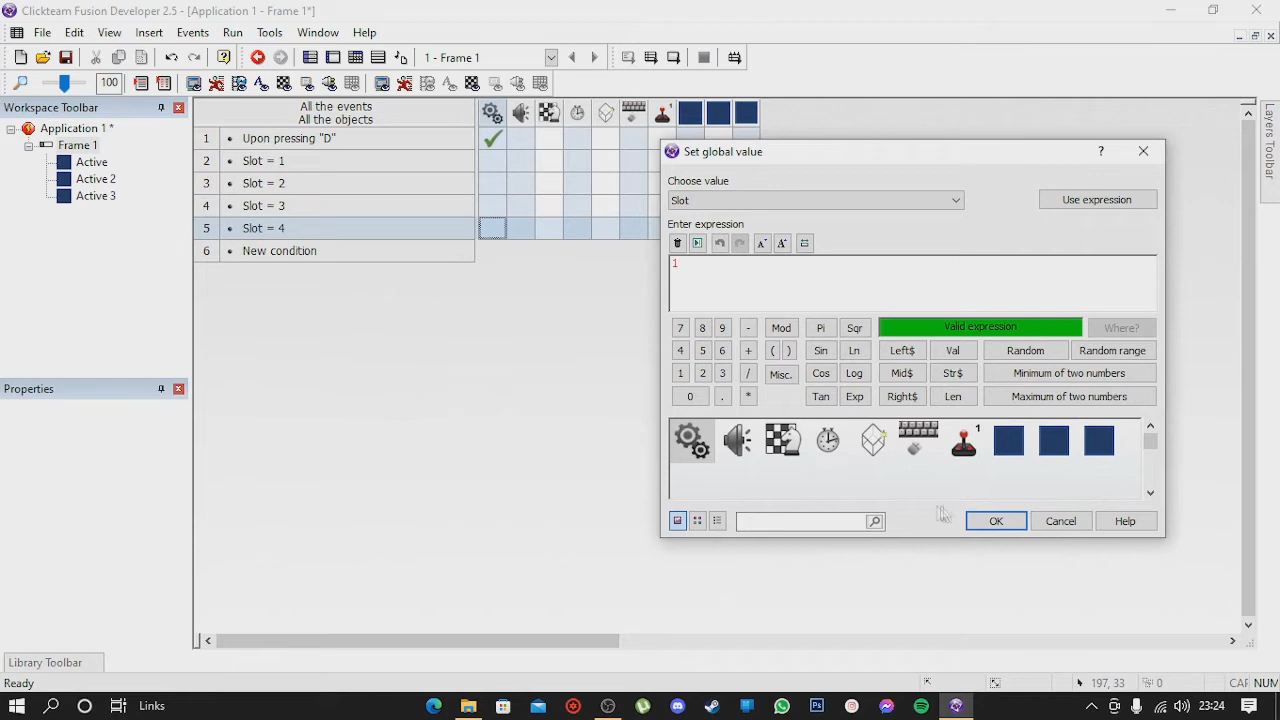 Clickteam Fusion Developer 2.5 - [Application 1 - Frame 1*]
File Edit View Insert Events Run Tools Window Help
1 - Frame 1
100
Workspace Toolbar
Application 1 *
Frame 1
Active
Active 2
Active 3
Properties
Library Toolbar
All the events
All the objects
1 • Upon pressing "D"
2 • Slot = 1
3 • Slot = 2
4 • Slot = 3
5 • Slot = 4
6 • New condition
Layers Toolbar
Set global value
?
Choose value
Slot
Use expression
Enter expression
1
7 8 9 - Mod Pi Sqr Valid expression Where?
4 5 6 + ( ) Sin Ln Left$ Val Random Random range
1 2 3 / Misc. Cos Log Mid$ Str$ Minimum of two numbers
0 . * Tan Exp Right$ Len Maximum of two numbers
1
OK Cancel Help
Ready
197, 33
0
CAP NUM
Links
23:24